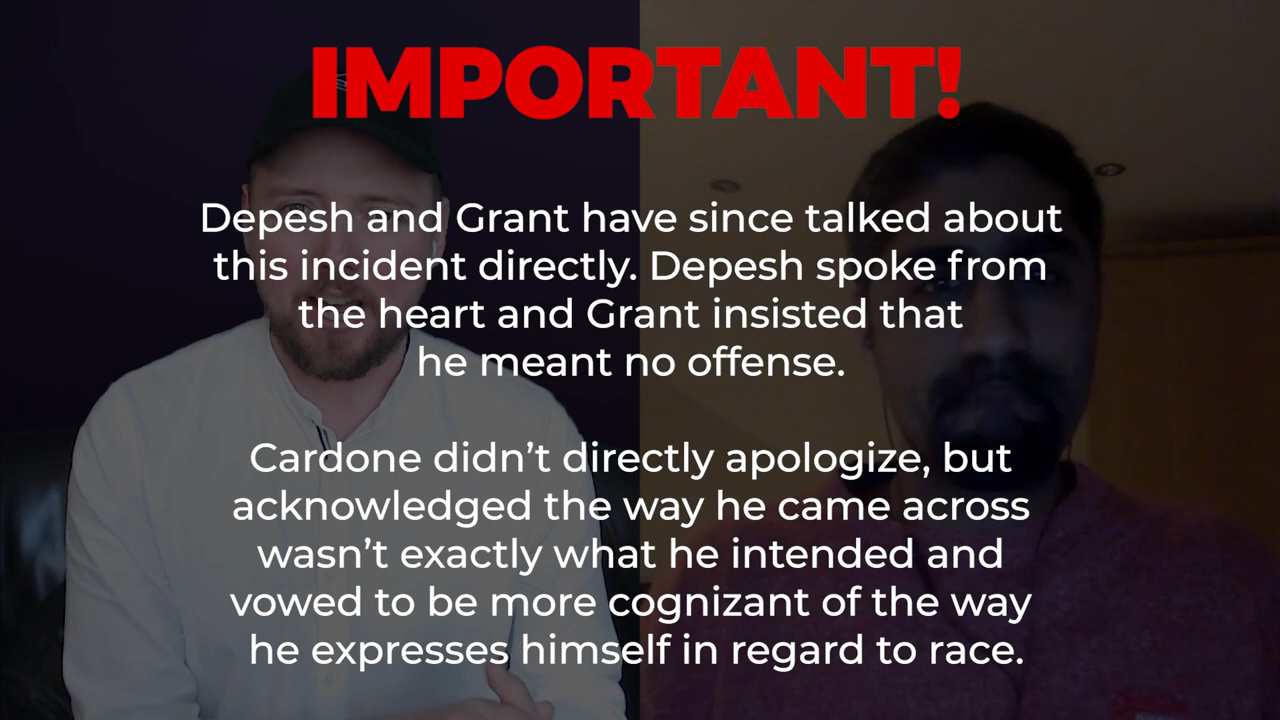 IMPORTANT!
Depesh and Grant have since talked about
this incident directly. Depesh spoke from
the heart and Grant insisted that
he meant no offense.
Cardone didn’t directly apologize, but
acknowledged the way he came across
wasn’t exactly what he intended and
vowed to be more cognizant of the way
he expresses himself in regard to race.